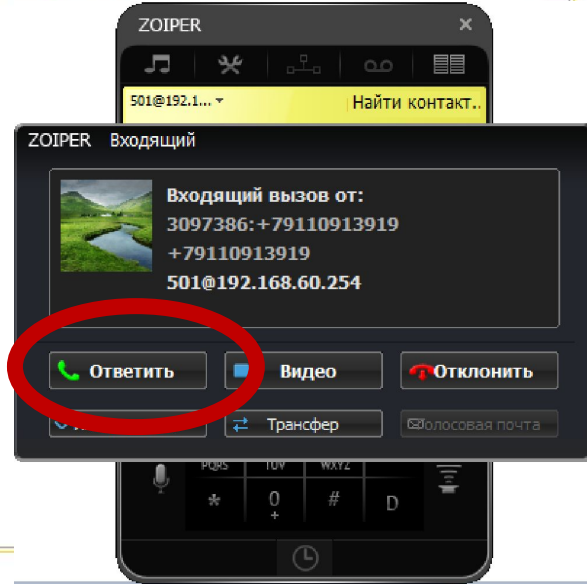 ZOIPER
501@192.1...
Найти контакт..
ZOIPER Входящий
Входящий вызов от:
3097386:+79110913919
+79110913919
501@192.168.60.254
Ответить
Видео
Отклонить
Трансфер
олосовая почта
PQRS TUV WXYZ
* 0 # D
+